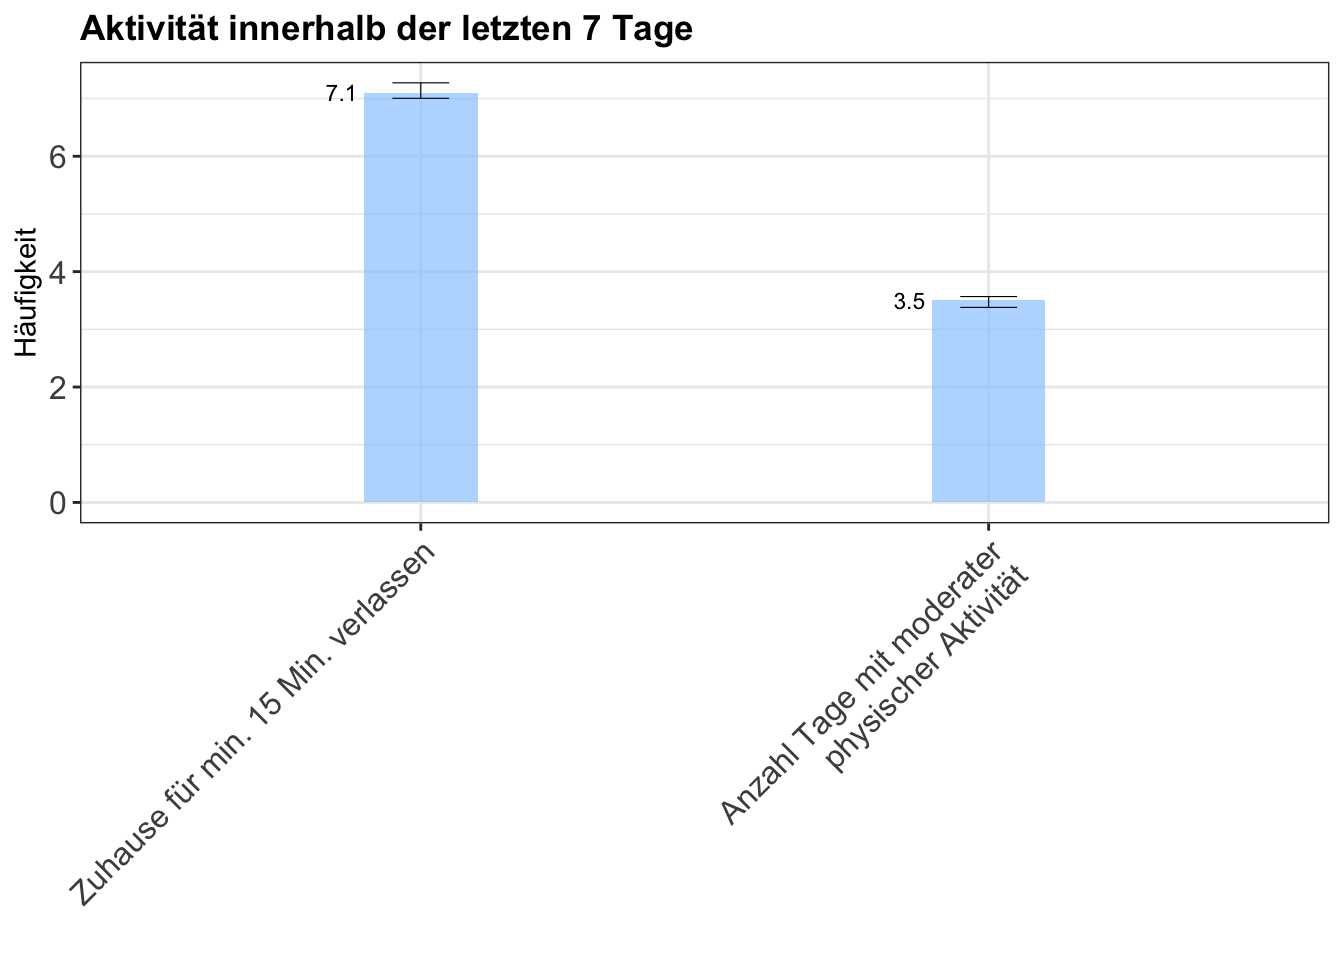 Aktivität innerhalb der letzten 7 Tage
Häufigkeit
6
4
2
0
7.1
3.5
Zuhause für min. 15 Min. verlassen
Anzahl Tage mit moderater
physischer Aktivität